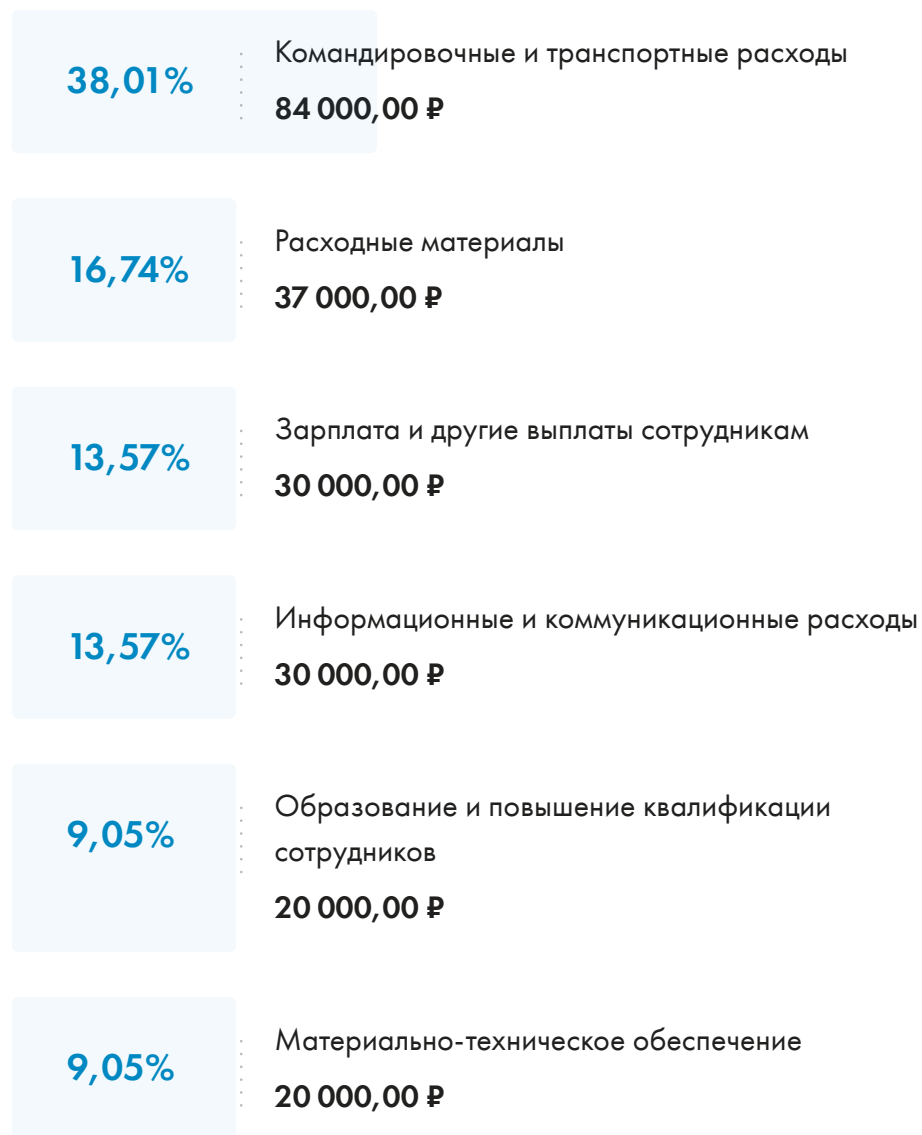 38,01%
Командировочные и транспортные расходы
84 000,00 ₽
16,74%
Расходные материалы
37 000,00 ₽
13,57%
Зарплата и другие выплаты сотрудникам
30 000,00 ₽
13,57%
Информационные и коммуникационные расходы
30 000,00 ₽
9,05%
Образование и повышение квалификации
сотрудников
20 000,00 ₽
9,05%
Материально-техническое обеспечение
20 000,00 ₽